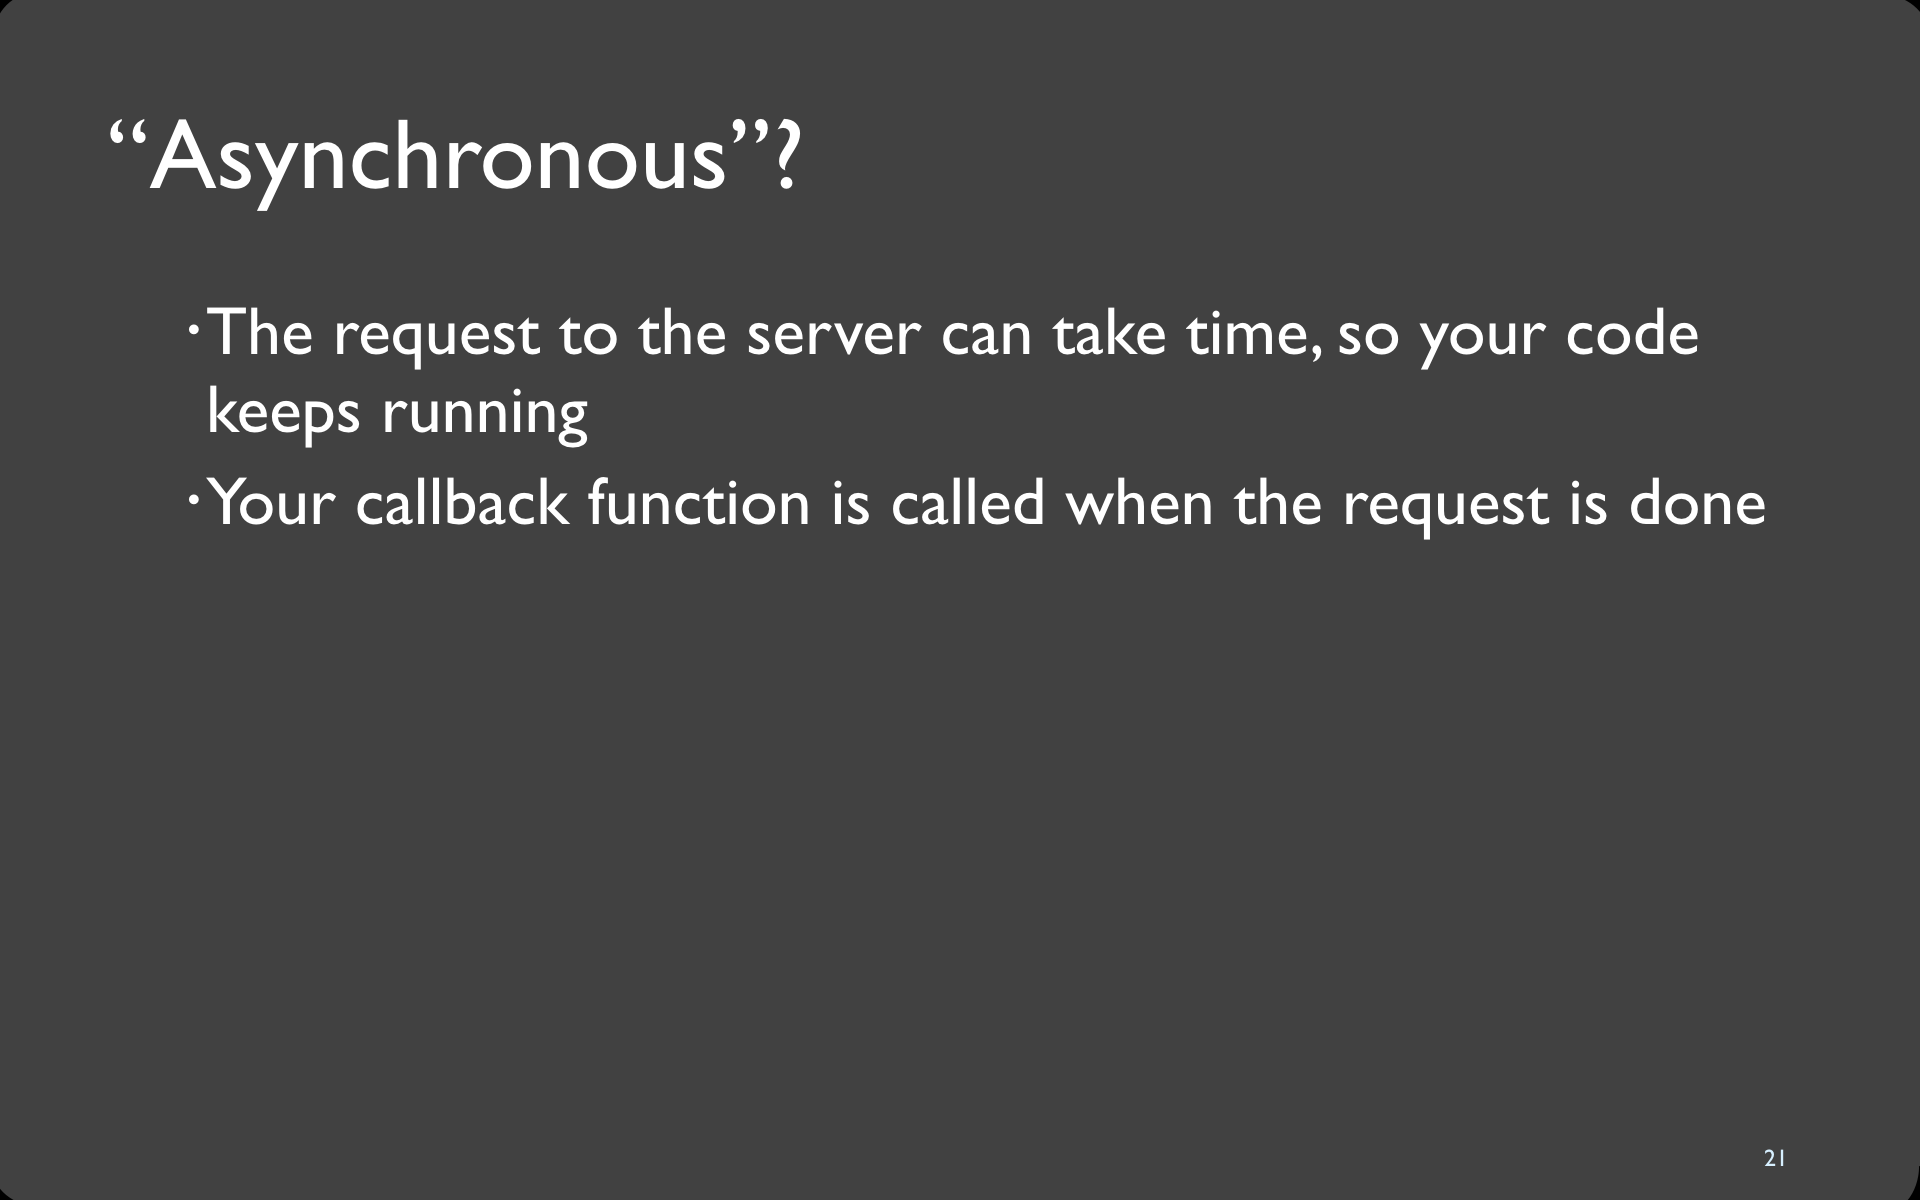 “Asynchronous”?
·The request to the server can take time, so your code
keeps running
·Your callback function is called when the request is done
21